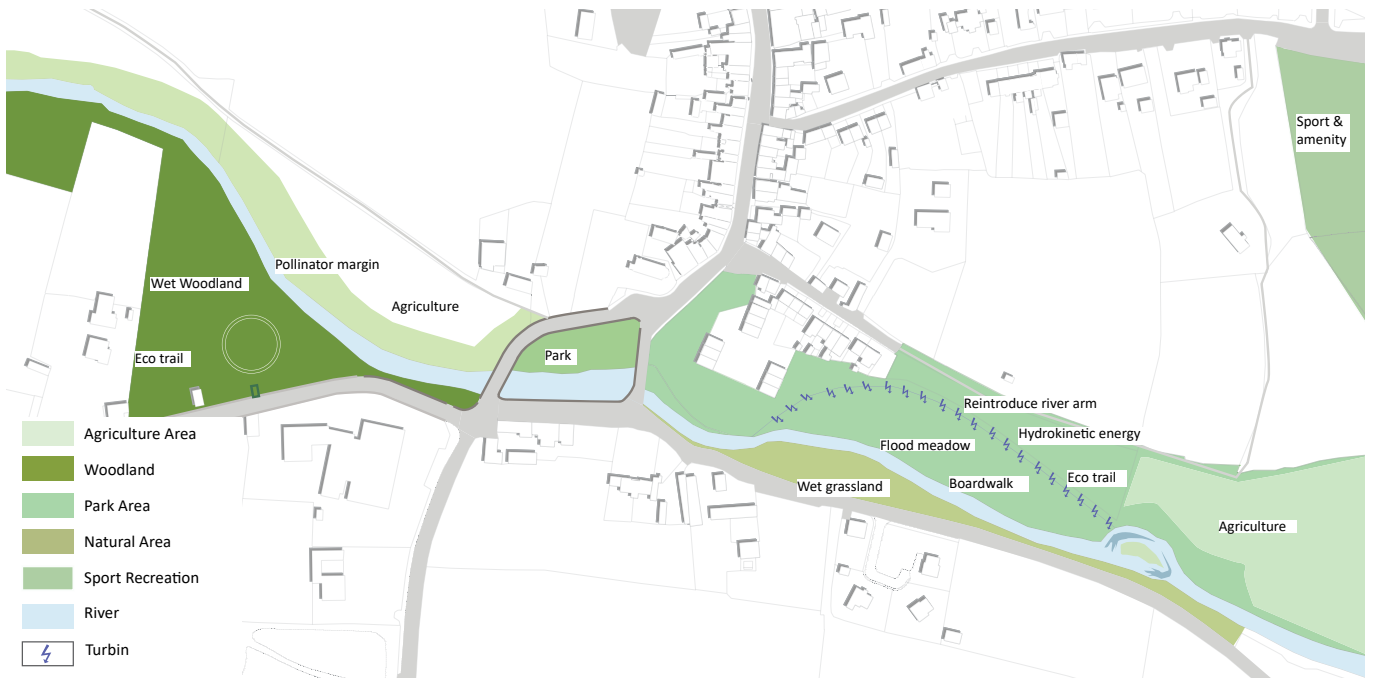 Sport &
amenity
Pollinator margin
Wet Woodland
Agriculture
Eco trail
Park
Reintroduce river arm
Hydrokinetic energy
Flood meadow
Eco trail
Boardwalk
Wet grassland
Agriculture
Agriculture Area
Woodland
Park Area
Natural Area
Sport Recreation
River
Turbin